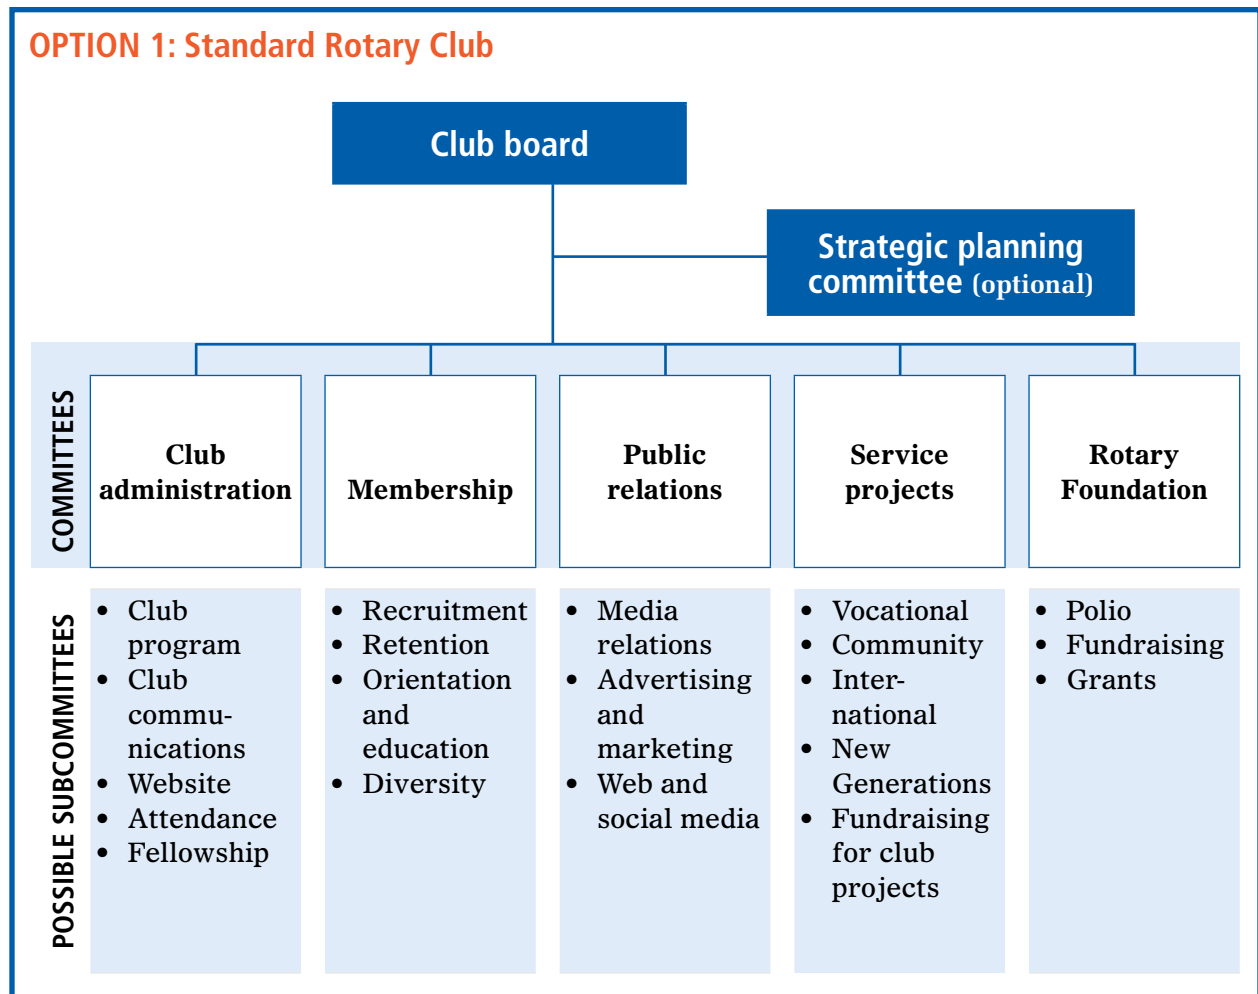 OPTION 1: Standard Rotary Club
Club board
Strategic planning
committee (optional)
COMMITTEES
Club
administration
Membership
Public
relations
Service
projects
Rotary
Foundation
POSSIBLE SUBCOMMITTEES
• Club
program
• Club
commu-
nications
• Website
• Attendance
• Fellowship
• Recruitment
• Retention
• Orientation
and
education
• Diversity
• Media
relations
• Advertising
and
marketing
• Web and
social media
• Vocational
• Community
• Inter-
national
• New
Generations
• Fundraising
for club
projects
• Polio
• Fundraising
• Grants